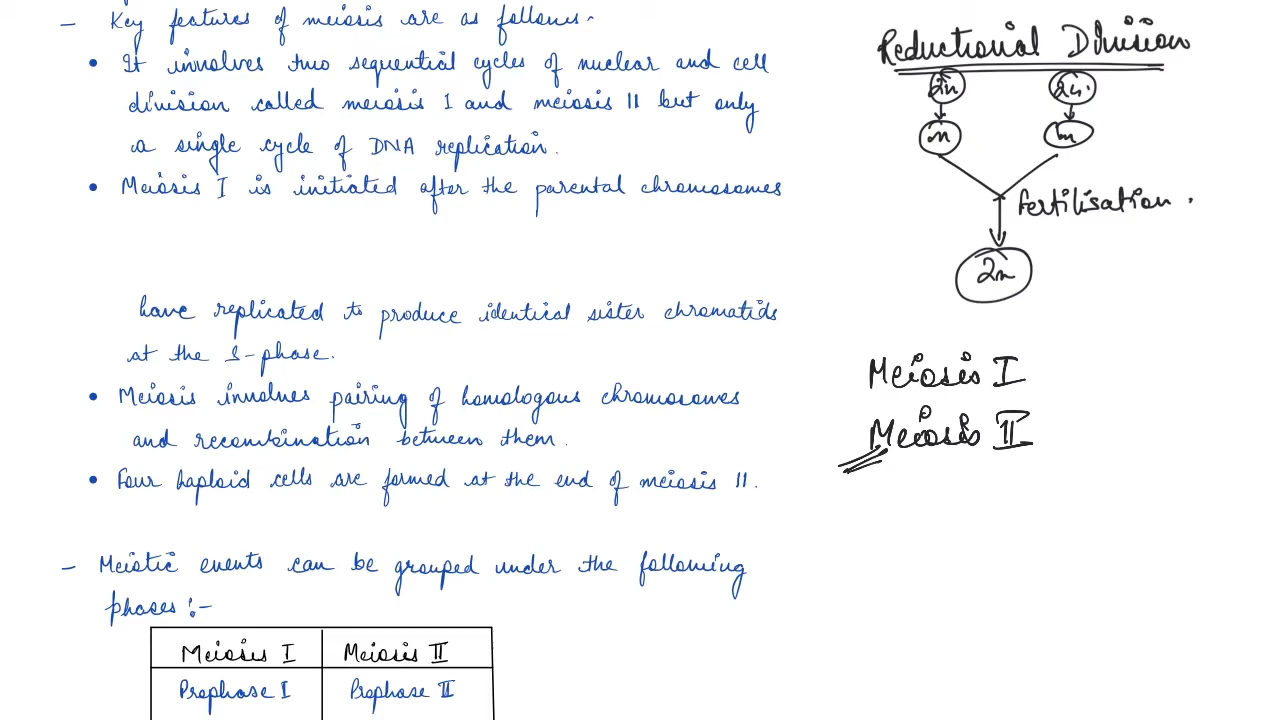 – Key features of meiosis are as follows:-
• It involves two sequential cycles of nuclear and cell
division called meiosis I and meiosis II but only
a single cycle of DNA replication.
• Meiosis I is initiated after the parental chromosomes
have replicated to produce identical sister chromatids
at the S-phase.
• Meiosis involves pairing of homologous chromosomes
and recombination between them.
• Four haploid cells are formed at the end of meiosis II.
– Meiotic events can be grouped under the following
phases :-
Meiosis I Meiosis II
Prophase I Prophase II
Reductional Division
2n 2n.
n n
fertilisation.
2n
Meiosis I
Meiosis II